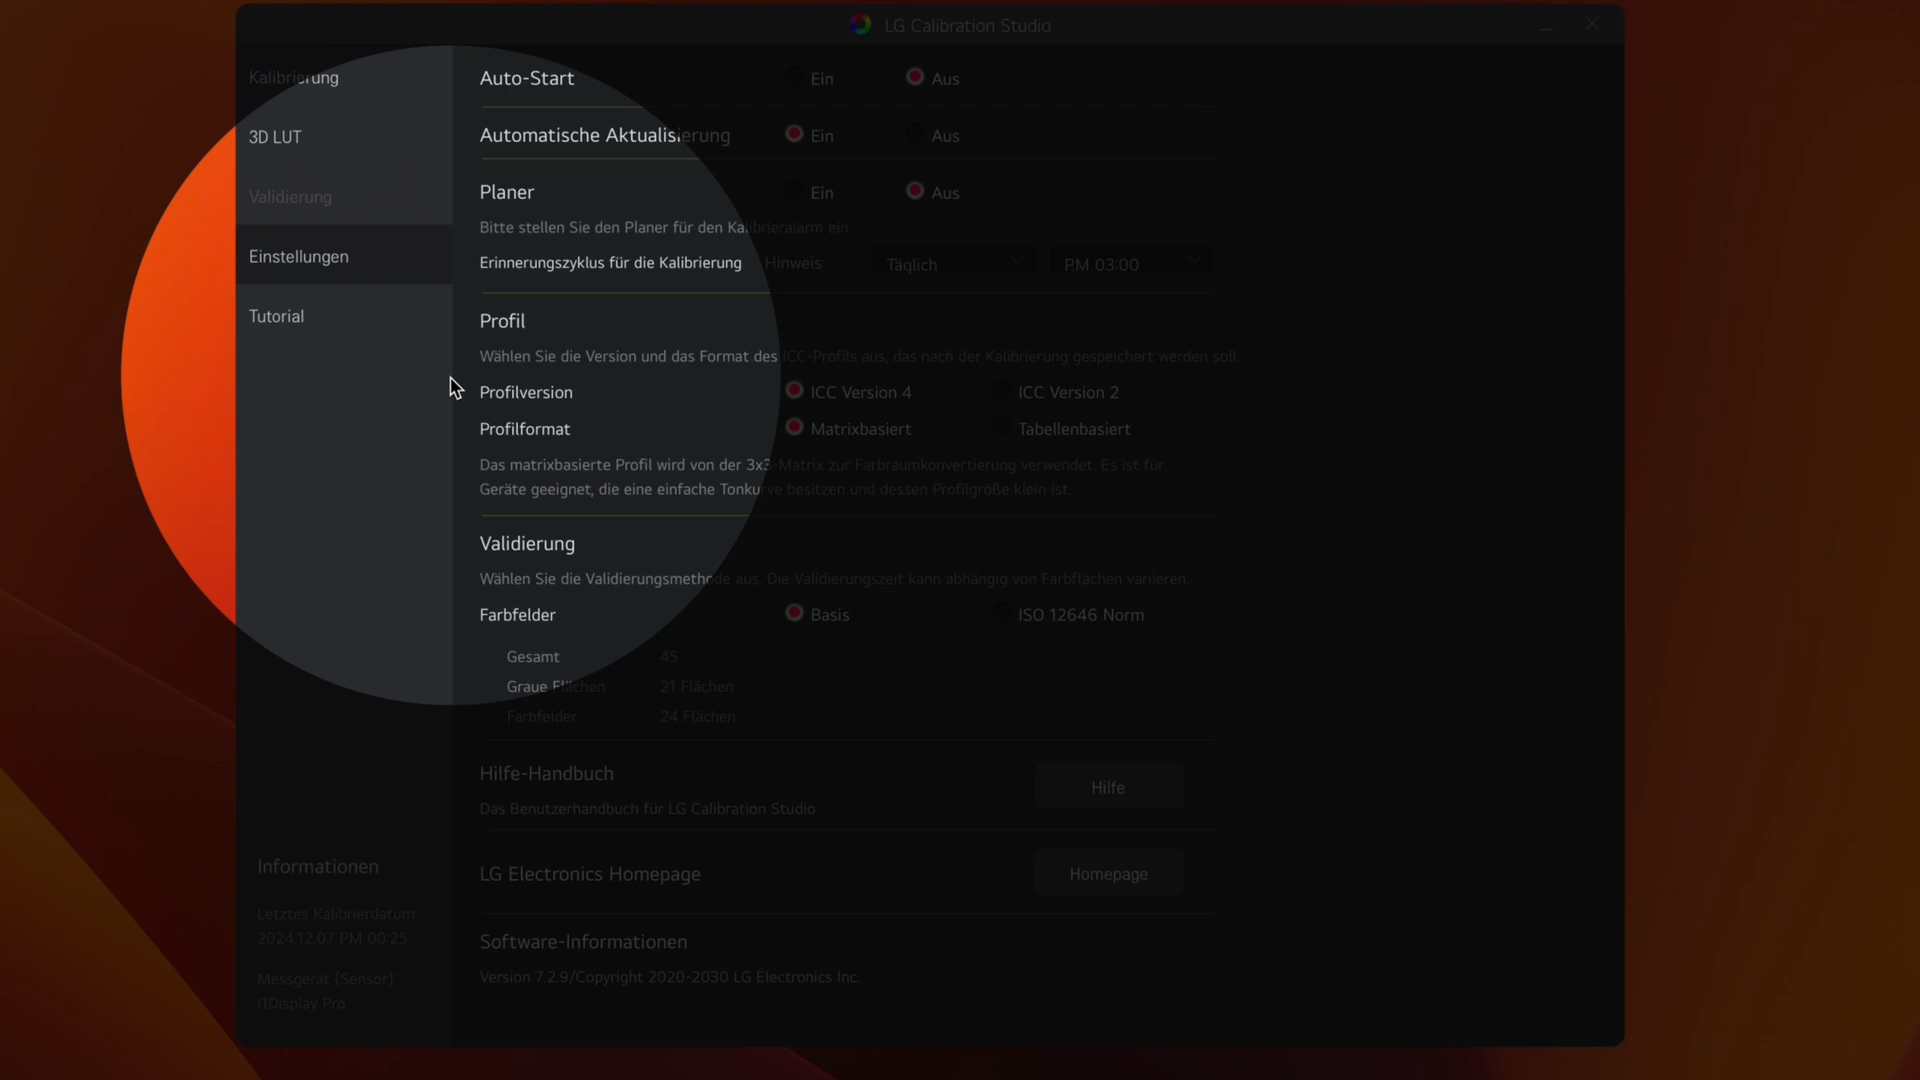 LG Calibration Studio
Kalibrierung
3D LUT
Validierung
Einstellungen
Tutorial
Auto-Start Ein Aus
Automatische Aktualisierung Ein Aus
Planer Ein Aus
Bitte stellen Sie den Planer für den Kalibrieralarm ein.
Erinnerungszyklus für die Kalibrierung Hinweis Täglich PM 03:00
Profil
Wählen Sie die Version und das Format des ICC-Profils aus, das nach der Kalibrierung gespeichert werden soll.
Profilversion ICC Version 4 ICC Version 2
Profilformat Matrixbasiert Tabellenbasiert
Das matrixbasierte Profil wird von der 3x3-Matrix zur Farbraumkonvertierung verwendet. Es ist für
Geräte geeignet, die eine einfache Tonkurve besitzen und dessen Profilgröße klein ist.
Validierung
Wählen Sie die Validierungsmethode aus. Die Validierungszeit kann abhängig von Farbflächen variieren.
Farbfelder Basis ISO 12646 Norm
Gesamt 45
Graue Flächen 21 Flächen
Farbfelder 24 Flächen
Hilfe-Handbuch
Das Benutzerhandbuch für LG Calibration Studio
Hilfe
LG Electronics Homepage Homepage
Software-Informationen
Version 7.2.9/Copyright 2020-2030 LG Electronics Inc.
Informationen
Letztes Kalibrierdatum
2024.12.07 PM 00:25
Messgerät (Sensor)
i1Display Pro